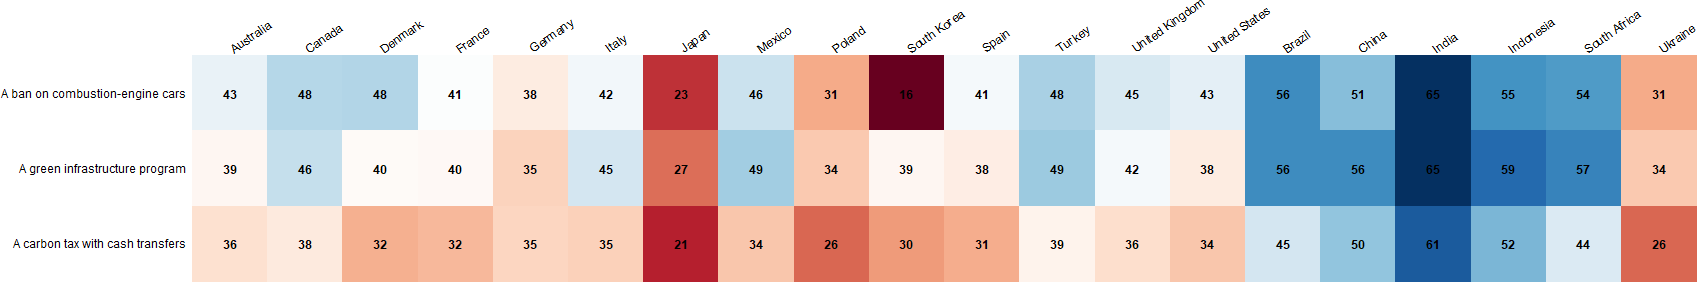 Australia Canada Denmark France Germany Italy Japan Mexico Poland South Korea Spain Turkey United Kingdom United States Brazil China India Indonesia South Africa Ukraine
A ban on combustion-engine cars 43 48 48 41 38 42 23 46 31 16 41 48 45 43 56 51 65 55 54 31
A green infrastructure program 39 46 40 40 35 45 27 49 34 39 38 49 42 38 56 56 65 59 57 34
A carbon tax with cash transfers 36 38 32 32 35 35 21 34 26 30 31 39 36 34 45 50 61 52 44 26